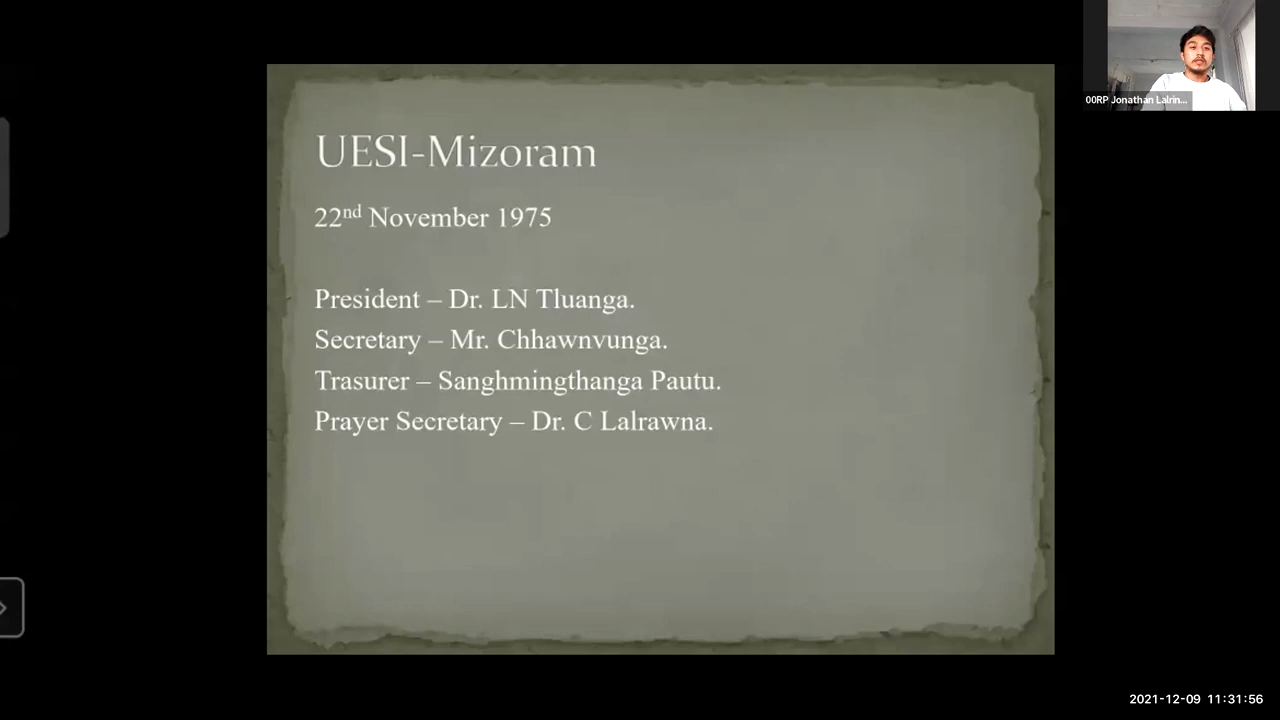 00RP Jonathan Lalrin...
UESI-Mizoram
22nd November 1975
President – Dr. LN Tluanga.
Secretary – Mr. Chhawnvunga.
Trasurer – Sanghmingthanga Pautu.
Prayer Secretary – Dr. C Lalrawna.
2021-12-09 11:31:56